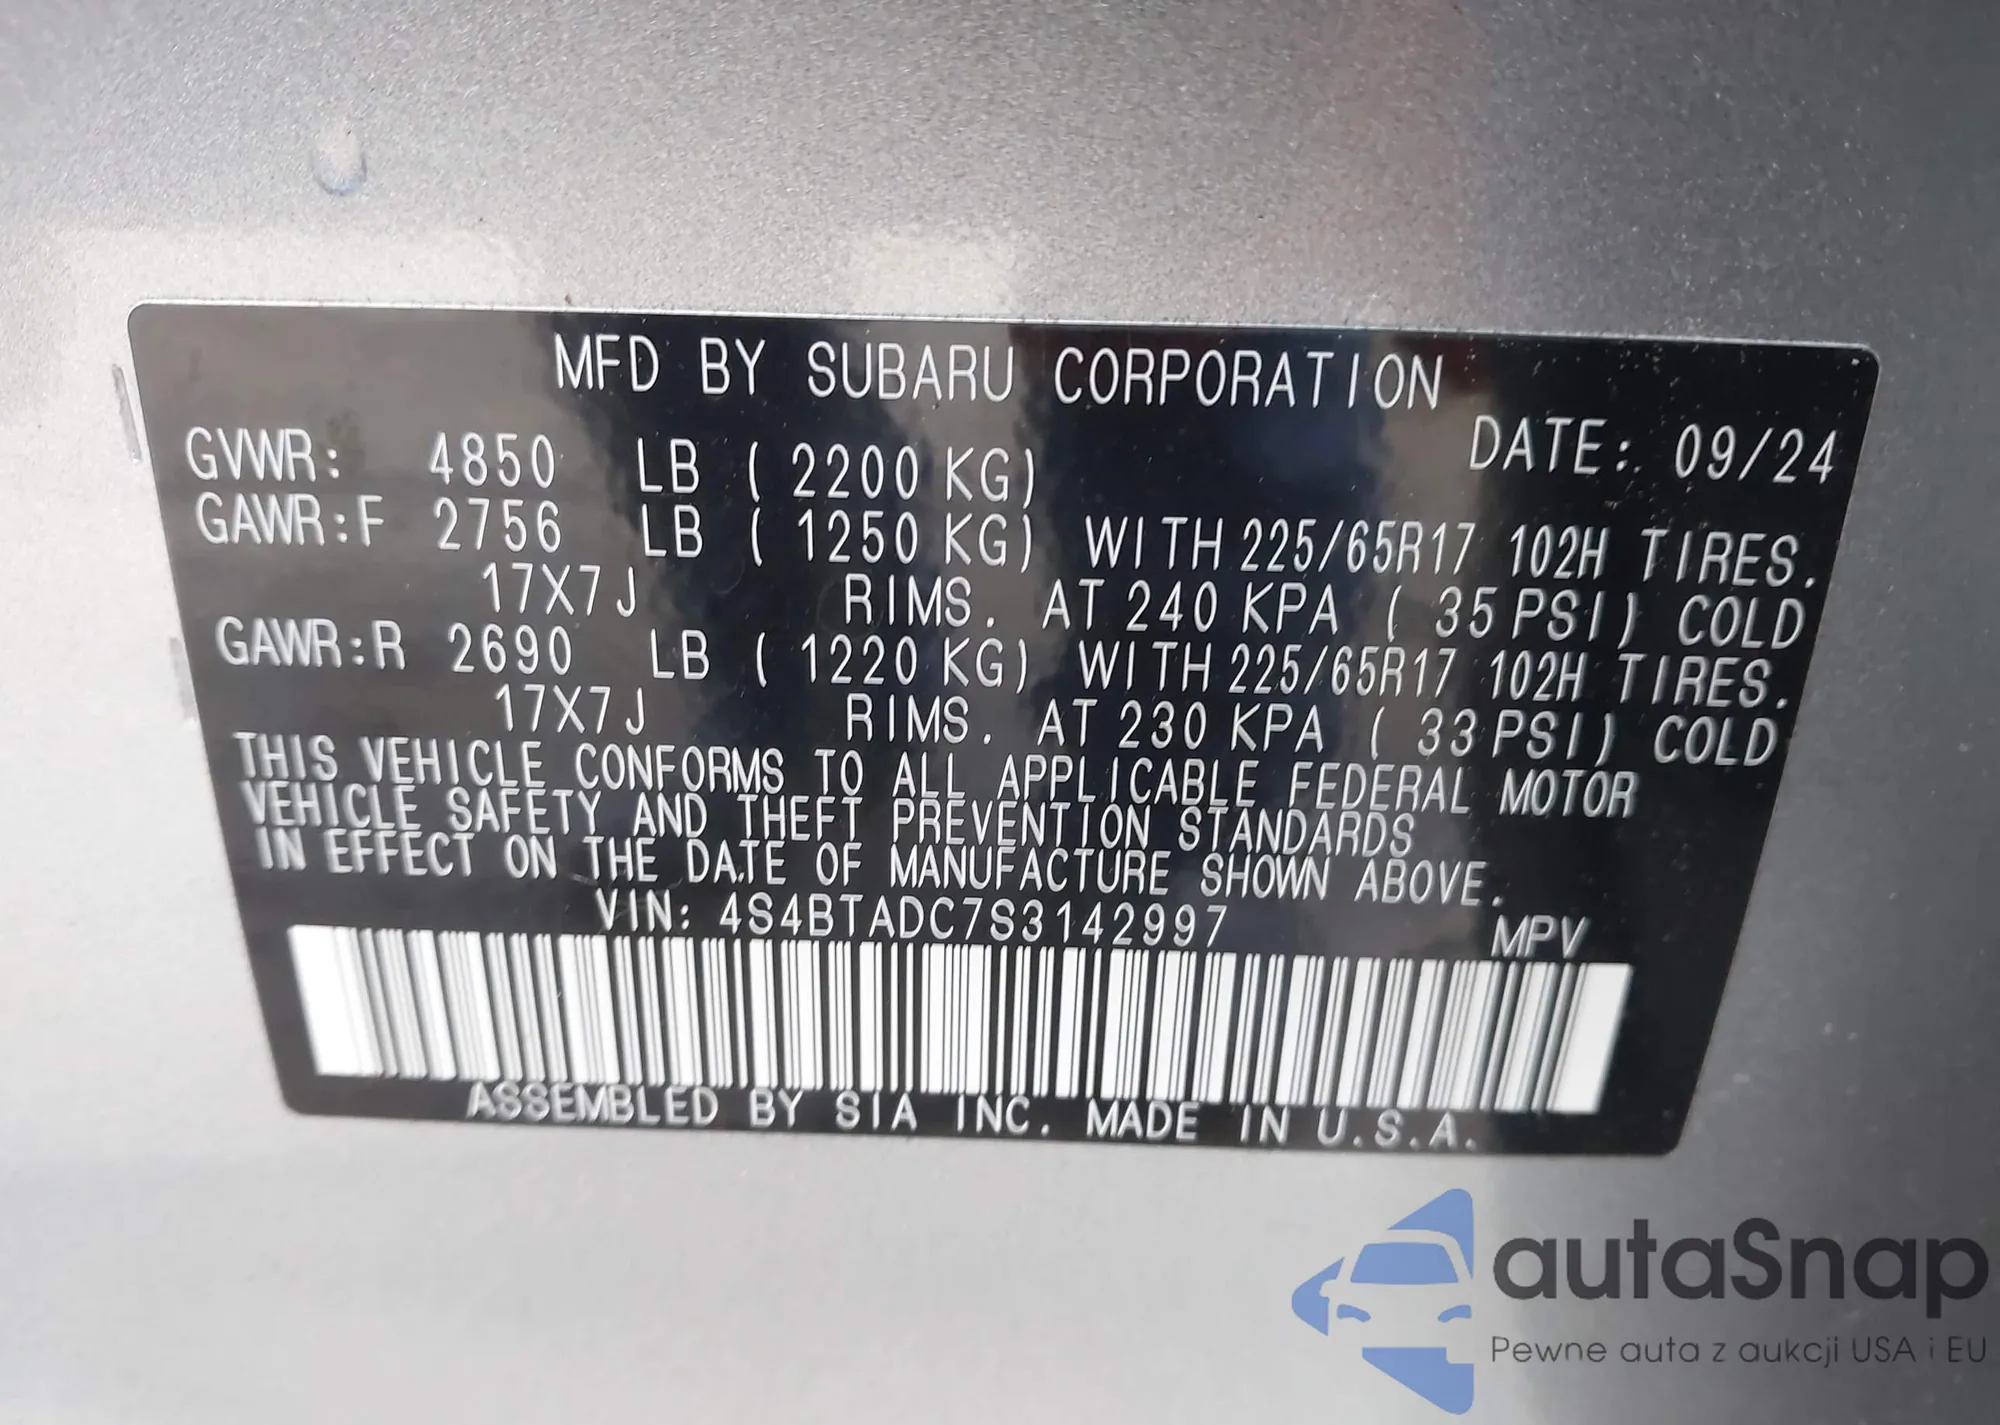 MFD BY SUBARU CORPORATION
DATE: 09/24
GVWR: 4850 LB ( 2200 KG)
GAWR:F 2756 LB ( 1250 KG) WITH 225/65R17 102H TIRES.
17X7J RIMS. AT 240 KPA ( 35 PSI) COLD
GAWR:R 2690 LB ( 1220 KG) WITH 225/65R17 102H TIRES.
17X7J RIMS. AT 230 KPA ( 33 PSI) COLD
THIS VEHICLE CONFORMS TO ALL APPLICABLE FEDERAL MOTOR
VEHICLE SAFETY AND THEFT PREVENTION STANDARDS
IN EFFECT ON THE DATE OF MANUFACTURE SHOWN ABOVE.
VIN: 4S4BTADC7S3142997
MPV
ASSEMBLED BY SIA INC. MADE IN U.S.A.
autaSnap
Pewne auta z aukcji USA i EU